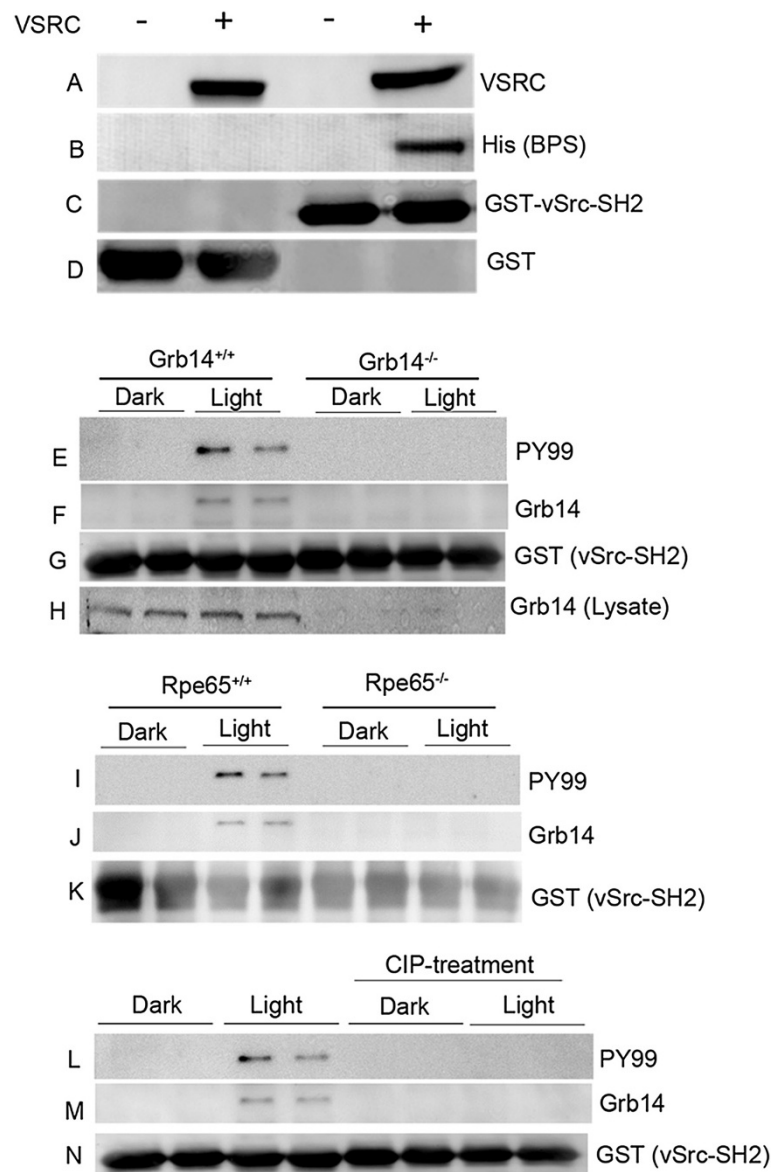 VSRC - + - +
A VSRC
B His (BPS)
C GST-vSrc-SH2
D GST
Grb14+/+ Grb14-/-
Dark Light Dark Light
E PY99
F Grb14
G GST (vSrc-SH2)
H Grb14 (Lysate)
Rpe65+/+ Rpe65-/-
Dark Light Dark Light
I PY99
J Grb14
K GST (vSrc-SH2)
CIP-treatment
Dark Light Dark Light
L PY99
M Grb14
N GST (vSrc-SH2)